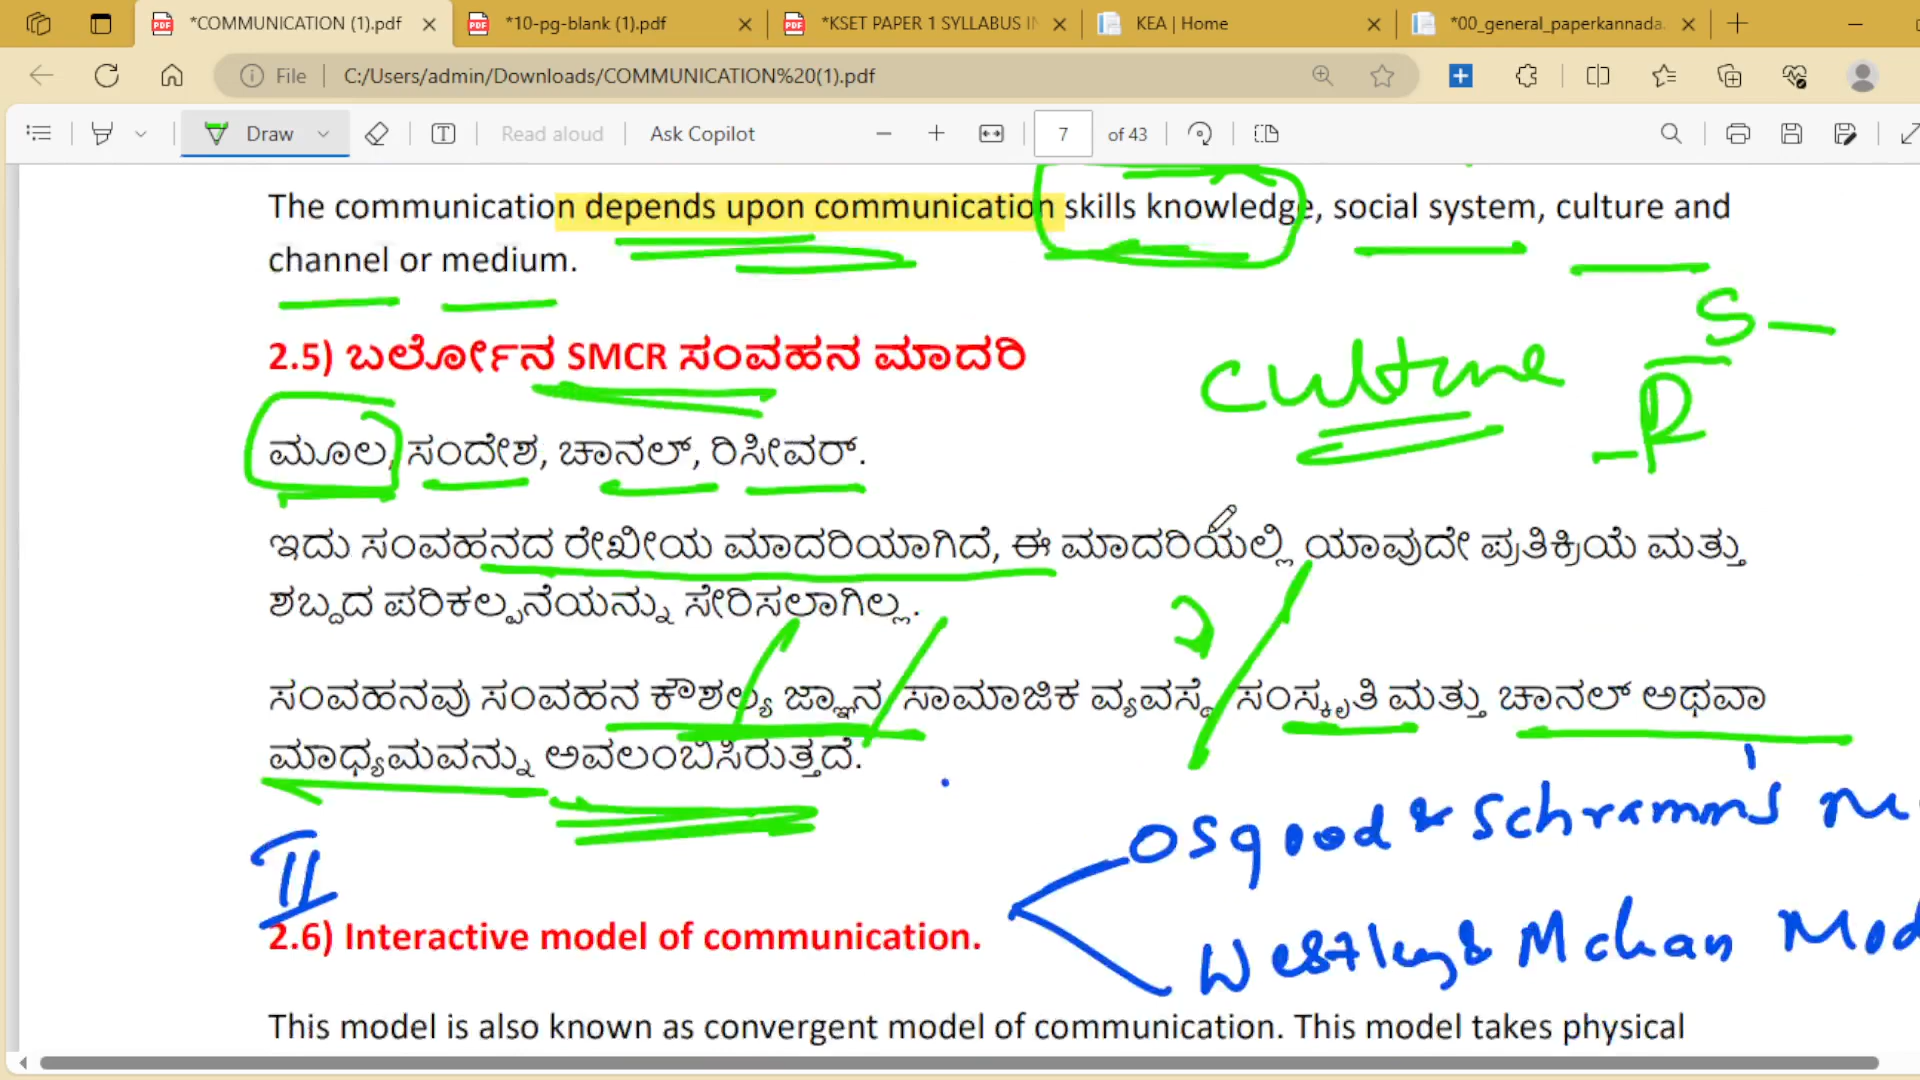 *COMMUNICATION (1).pdf
*10-pg-blank (1).pdf
*KSET PAPER 1 SYLLABUS IN
KEA | Home
*00_general_paperkannada.
File
C:/Users/admin/Downloads/COMMUNICATION%20(1).pdf
Draw
Read aloud
Ask Copilot
7 of 43
The communication depends upon communication skills knowledge, social system, culture and
channel or medium.
S
2.5) ಬರ್ಲೋನ SMCR ಸಂವಹನ ಮಾದರಿ
culture
R
ಮೂಲ, ಸಂದೇಶ, ಚಾನಲ್, ರಿಸೀವರ್.
ಇದು ಸಂವಹನದ ರೇಖೀಯ ಮಾದರಿಯಾಗಿದೆ, ಈ ಮಾದರಿಯಲ್ಲಿ ಯಾವುದೇ ಪ್ರತಿಕ್ರಿಯೆ ಮತ್ತು
ಶಬ್ದದ ಪರಿಕಲ್ಪನೆಯನ್ನು ಸೇರಿಸಲಾಗಿಲ್ಲ.
ಸಂವಹನವು ಸಂವಹನ ಕೌಶಲ್ಯ ಜ್ಞಾನ ಸಾಮಾಜಿಕ ವ್ಯವಸ್ಥೆ ಸಂಸ್ಕೃತಿ ಮತ್ತು ಚಾನಲ್ ಅಥವಾ
ಮಾಧ್ಯಮವನ್ನು ಅವಲಂಬಿಸಿರುತ್ತದೆ.
Osgood & Schramm's M
II
2.6) Interactive model of communication.
Westley & Mchan Mod
This model is also known as convergent model of communication. This model takes physical